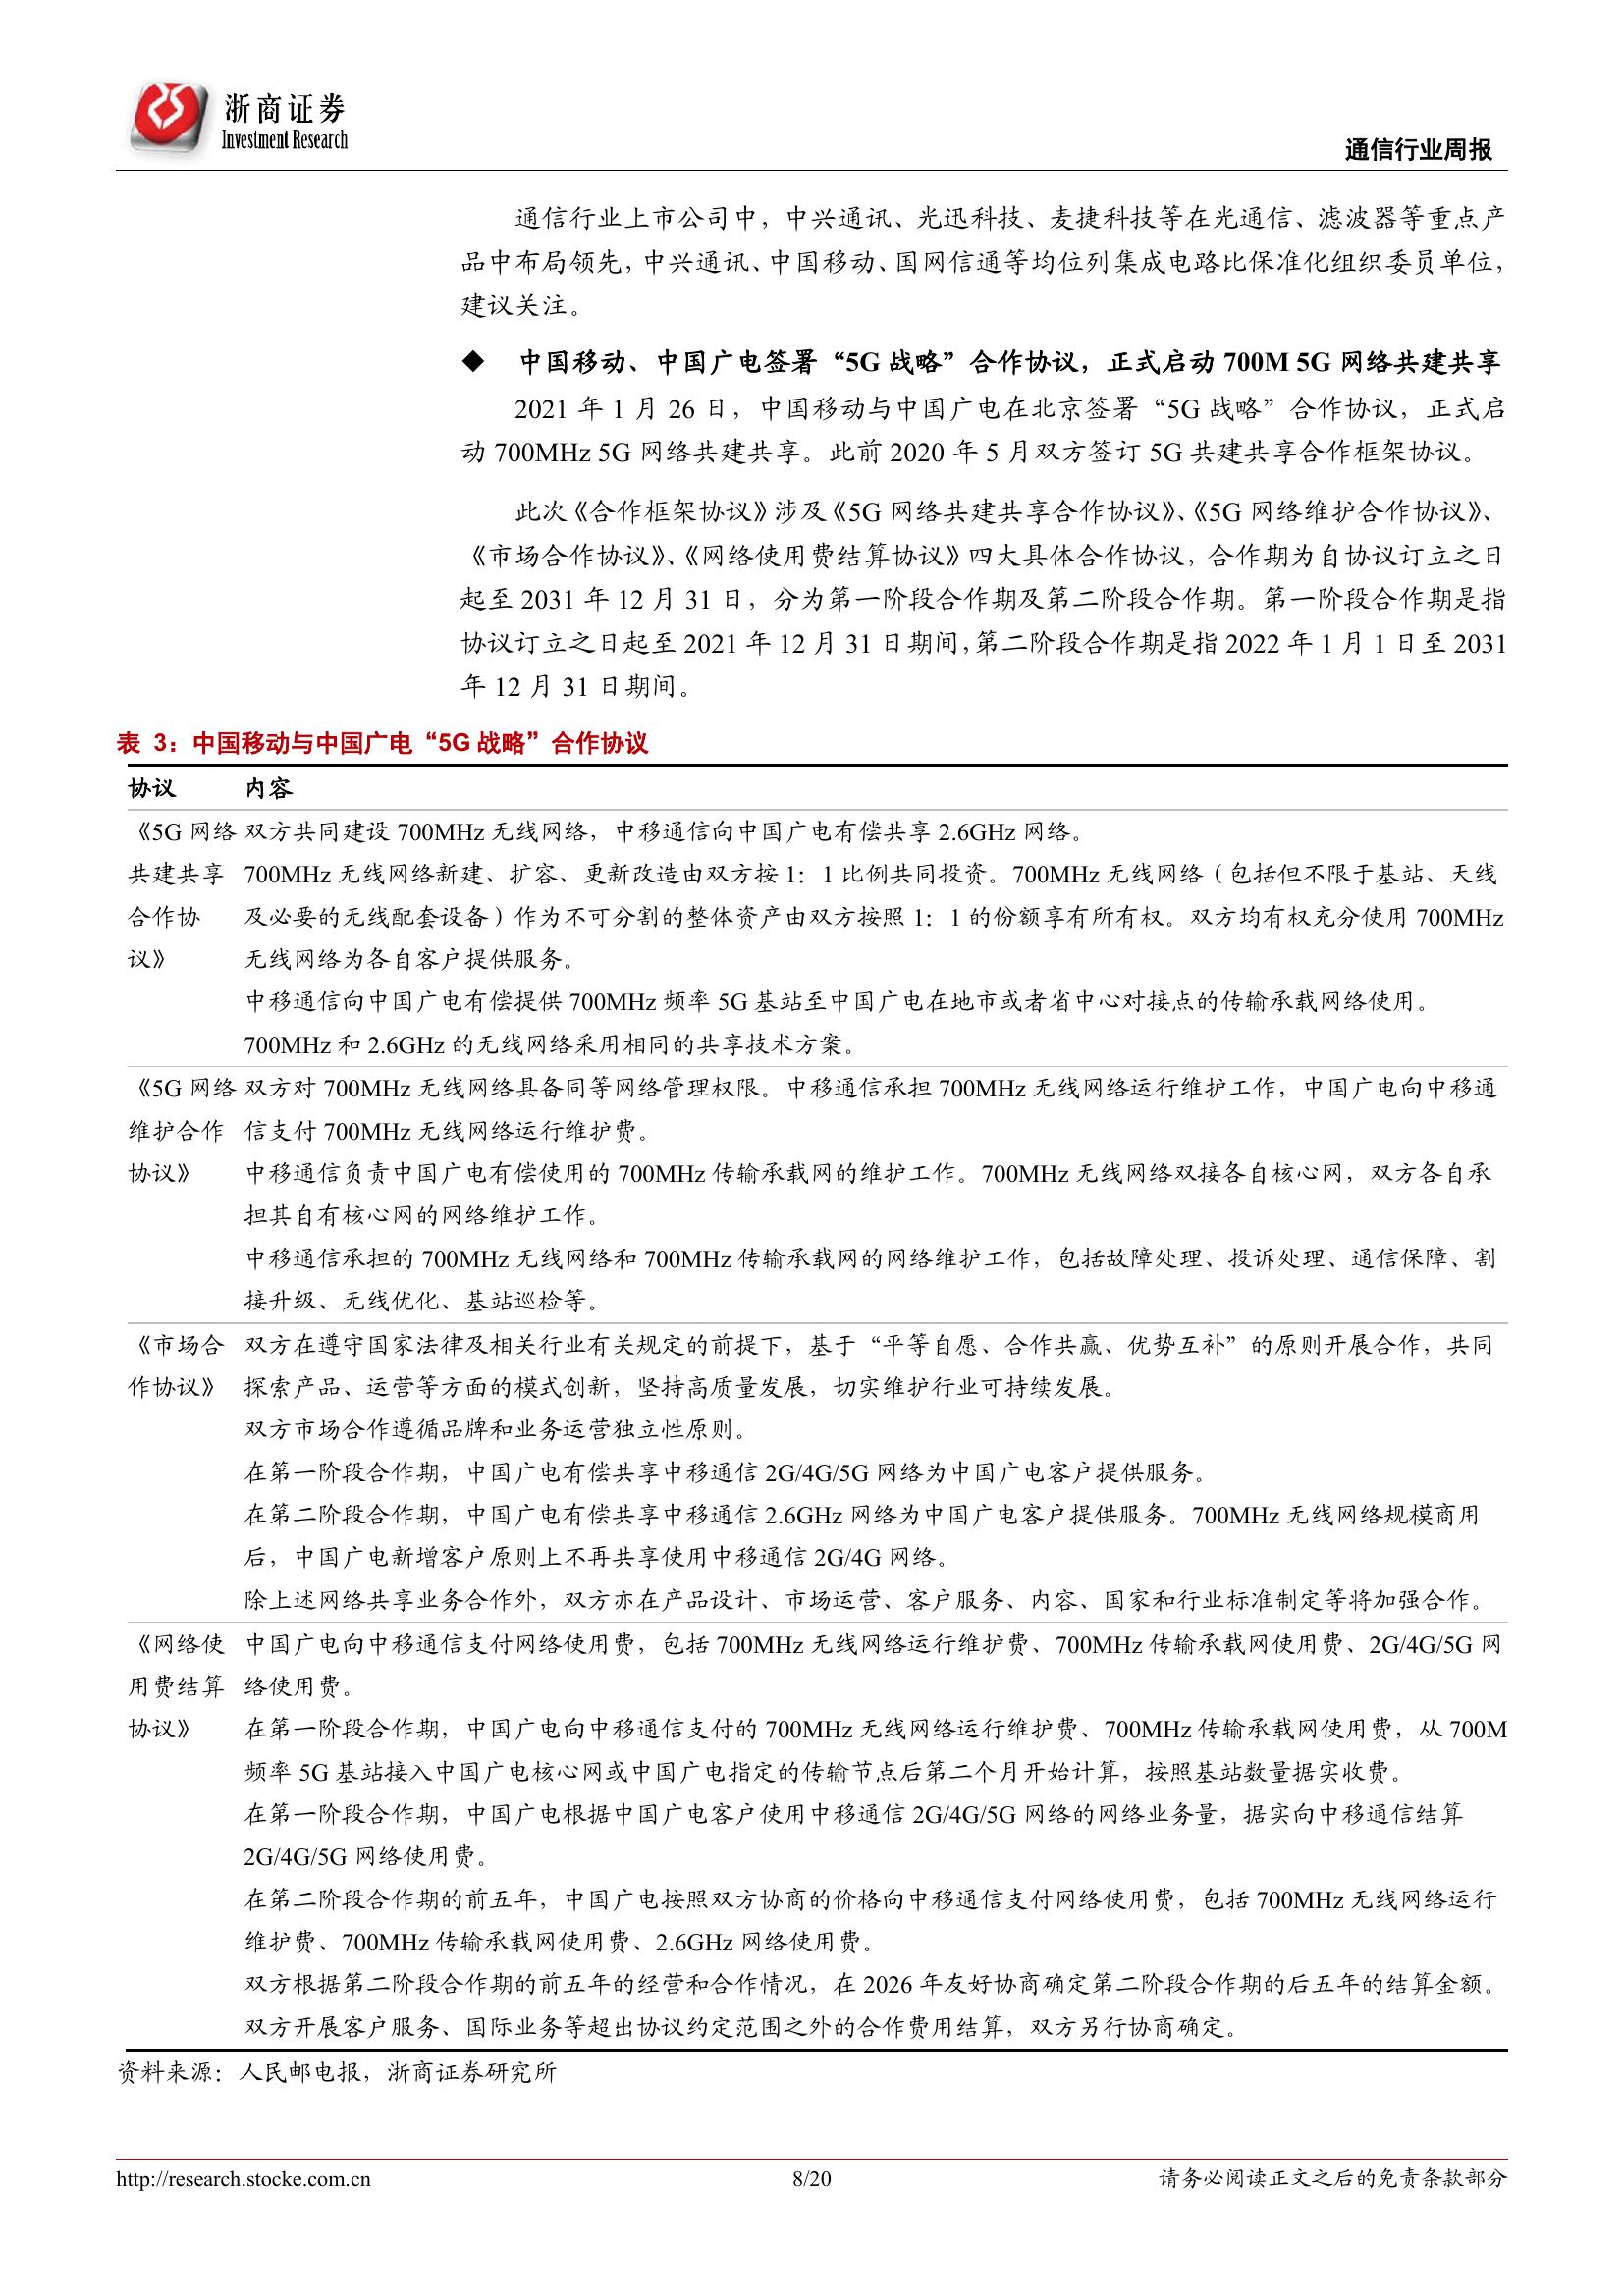 浙商证券
Investment Research
通信行业周报
通信行业上市公司中，中兴通讯、光迅科技、麦捷科技等在光通信、滤波器等重点产
品中布局领先，中兴通讯、中国移动、国网信通等均位列集成电路比保准化组织委员单位，
建议关注。
◆ 中国移动、中国广电签署“5G 战略”合作协议，正式启动 700M 5G 网络共建共享
2021 年 1 月 26 日，中国移动与中国广电在北京签署“5G 战略”合作协议，正式启
动 700MHz 5G 网络共建共享。此前 2020 年 5 月双方签订 5G 共建共享合作框架协议。
此次《合作框架协议》涉及《5G 网络共建共享合作协议》、《5G 网络维护合作协议》、
《市场合作协议》、《网络使用费结算协议》四大具体合作协议，合作期为自协议订立之日
起至 2031 年 12 月 31 日，分为第一阶段合作期及第二阶段合作期。第一阶段合作期是指
协议订立之日起至 2021 年 12 月 31 日期间，第二阶段合作期是指 2022 年 1 月 1 日至 2031
年 12 月 31 日期间。
表 3：中国移动与中国广电“5G 战略”合作协议
协议 内容
《5G 网络 双方共同建设 700MHz 无线网络，中移通信向中国广电有偿共享 2.6GHz 网络。
共建共享 700MHz 无线网络新建、扩容、更新改造由双方按 1：1 比例共同投资。700MHz 无线网络（包括但不限于基站、天线
合作协 及必要的无线配套设备）作为不可分割的整体资产由双方按照 1：1 的份额享有所有权。双方均有权充分使用 700MHz
议》 无线网络为各自客户提供服务。
中移通信向中国广电有偿提供 700MHz 频率 5G 基站至中国广电在地市或者省中心对接点的传输承载网络使用。
700MHz 和 2.6GHz 的无线网络采用相同的共享技术方案。
《5G 网络 双方对 700MHz 无线网络具备同等网络管理权限。中移通信承担 700MHz 无线网络运行维护工作，中国广电向中移通
维护合作 信支付 700MHz 无线网络运行维护费。
协议》 中移通信负责中国广电有偿使用的 700MHz 传输承载网的维护工作。700MHz 无线网络双接各自核心网，双方各自承
担其自有核心网的网络维护工作。
中移通信承担的 700MHz 无线网络和 700MHz 传输承载网的网络维护工作，包括故障处理、投诉处理、通信保障、割
接升级、无线优化、基站巡检等。
《市场合 双方在遵守国家法律及相关行业有关规定的前提下，基于“平等自愿、合作共赢、优势互补”的原则开展合作，共同
作协议》 探索产品、运营等方面的模式创新，坚持高质量发展，切实维护行业可持续发展。
双方市场合作遵循品牌和业务运营独立性原则。
在第一阶段合作期，中国广电有偿共享中移通信 2G/4G/5G 网络为中国广电客户提供服务。
在第二阶段合作期，中国广电有偿共享中移通信 2.6GHz 网络为中国广电客户提供服务。700MHz 无线网络规模商用
后，中国广电新增客户原则上不再共享使用中移通信 2G/4G 网络。
除上述网络共享业务合作外，双方亦在产品设计、市场运营、客户服务、内容、国家和行业标准制定等将加强合作。
《网络使 中国广电向中移通信支付网络使用费，包括 700MHz 无线网络运行维护费、700MHz 传输承载网使用费、2G/4G/5G 网
用费结算 络使用费。
协议》 在第一阶段合作期，中国广电向中移通信支付的 700MHz 无线网络运行维护费、700MHz 传输承载网使用费，从 700M
频率 5G 基站接入中国广电核心网或中国广电指定的传输节点后第二个月开始计算，按照基站数量据实收费。
在第一阶段合作期，中国广电根据中国广电客户使用中移通信 2G/4G/5G 网络的网络业务量，据实向中移通信结算
2G/4G/5G 网络使用费。
在第二阶段合作期的前五年，中国广电按照双方协商的价格向中移通信支付网络使用费，包括 700MHz 无线网络运行
维护费、700MHz 传输承载网使用费、2.6GHz 网络使用费。
双方根据第二阶段合作期的前五年的经营和合作情况，在 2026 年友好协商确定第二阶段合作期的后五年的结算金额。
双方开展客户服务、国际业务等超出协议约定范围之外的合作费用结算，双方另行协商确定。
资料来源：人民邮电报，浙商证券研究所
http://research.stocke.com.cn 8/20 请务必阅读正文之后的免责条款部分